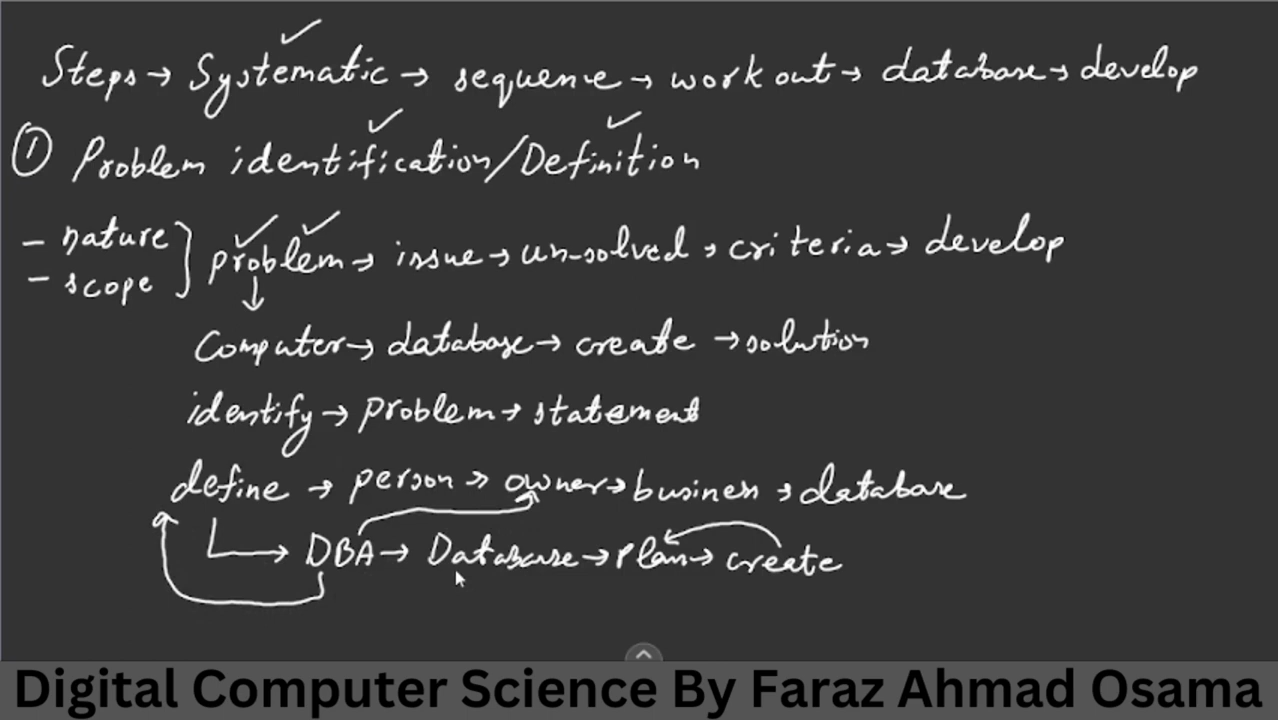 Steps → Systematic → sequence → work out → database → develop
① Problem identification/Definition
- nature
- scope
problem → issue → un-solved → criteria → develop
Computer → database → create → solution
identify → problem → statement
define → person → owner → business → database
DBA → Database → Plan → create
Digital Computer Science By Faraz Ahmad Osama